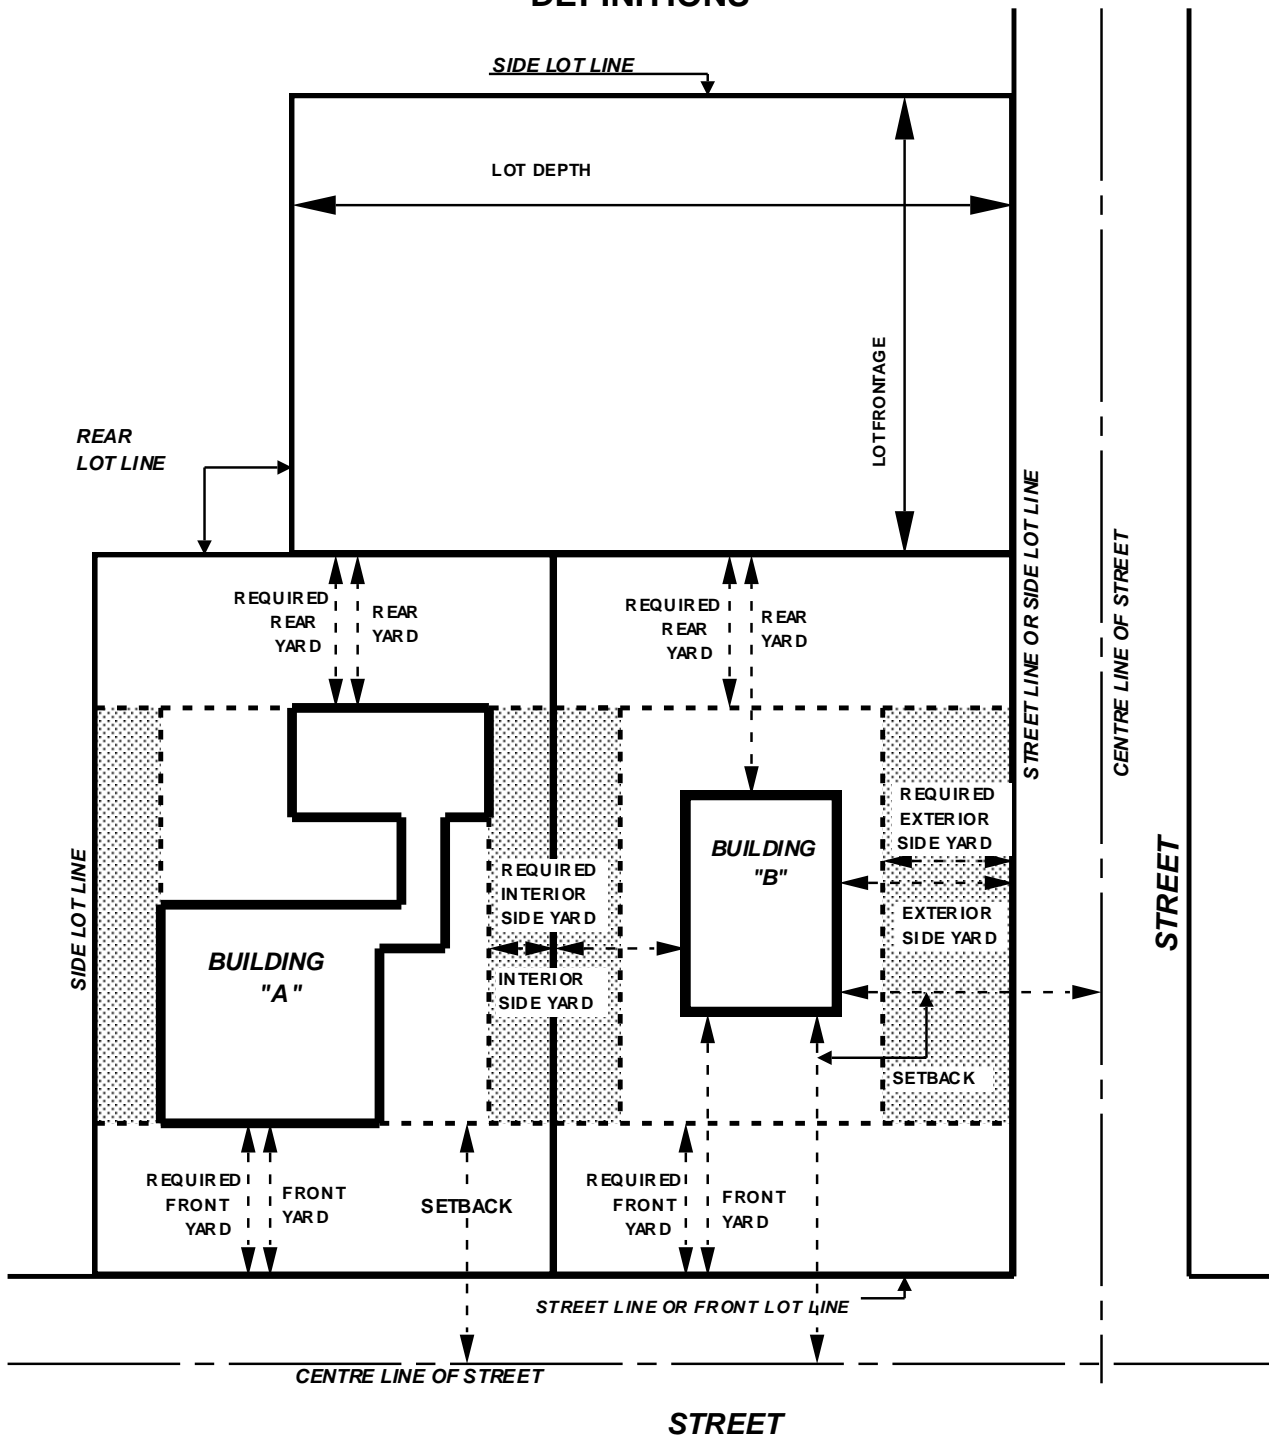 DEFINITIONS
SIDE LOT LINE
LOT DEPTH
LOT FRONTAGE
REAR
LOT LINE
STREET LINE OR SIDE LOT LINE
CENTRE LINE OF STREET
STREET
REQUIRED
REAR
YARD
REAR
YARD
REQUIRED
REAR
YARD
REAR
YARD
SIDE LOT LINE
BUILDING
"A"
REQUIRED
INTERIOR
SIDE YARD
INTERIOR
SIDE YARD
BUILDING
"B"
REQUIRED
EXTERIOR
SIDE YARD
EXTERIOR
SIDE YARD
SETBACK
REQUIRED
FRONT
YARD
FRONT
YARD
SETBACK
REQUIRED
FRONT
YARD
FRONT
YARD
STREET LINE OR FRONT LOT LINE
CENTRE LINE OF STREET
STREET